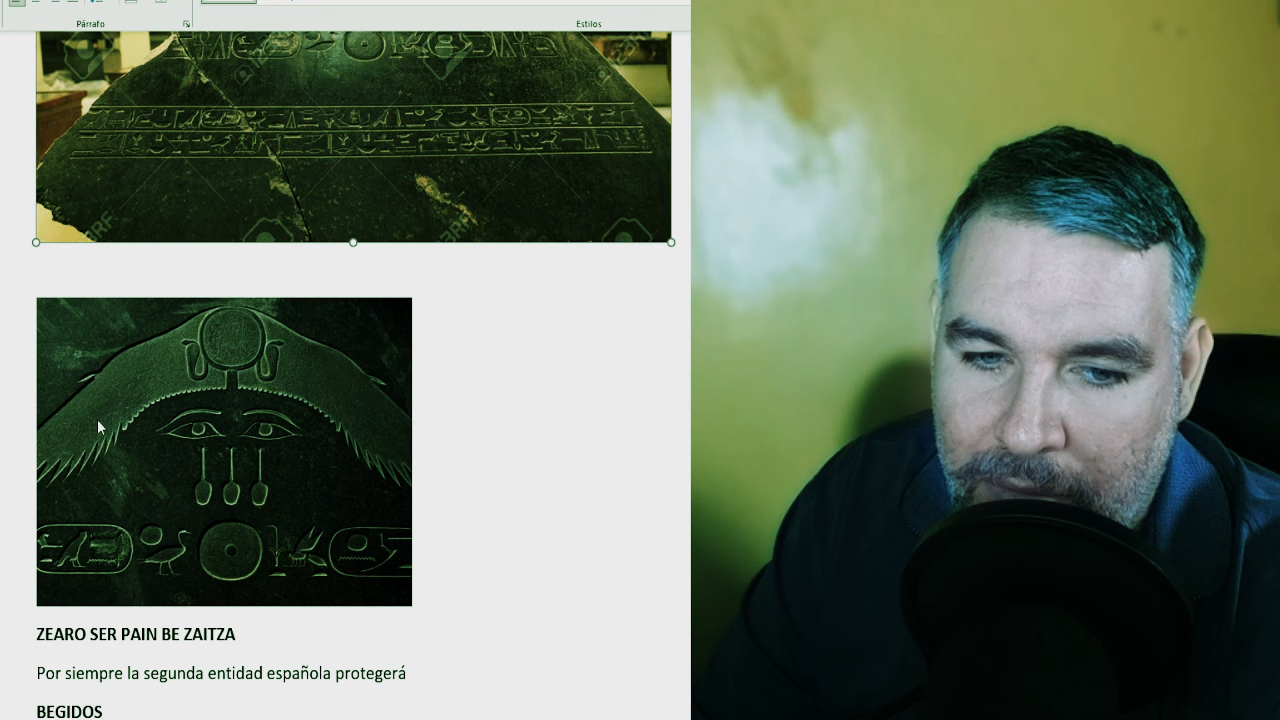 Párrafo
Estilos
ZEARO SER PAIN BE ZAITZA
Por siempre la segunda entidad española protegerá
BEGIDOS